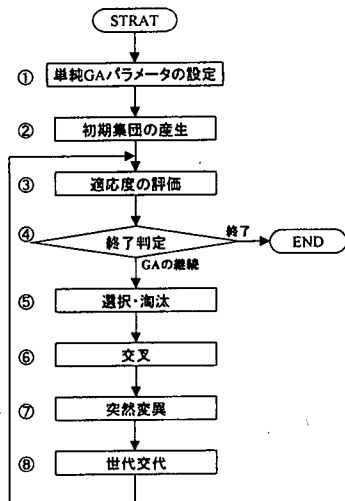 STRAT
① 単純GAパラメータの設定
② 初期集団の産生
③ 適応度の評価
④ 終了判定 終了 END
GAの継続
⑤ 選択・淘汰
⑥ 交叉
⑦ 突然変異
⑧ 世代交代